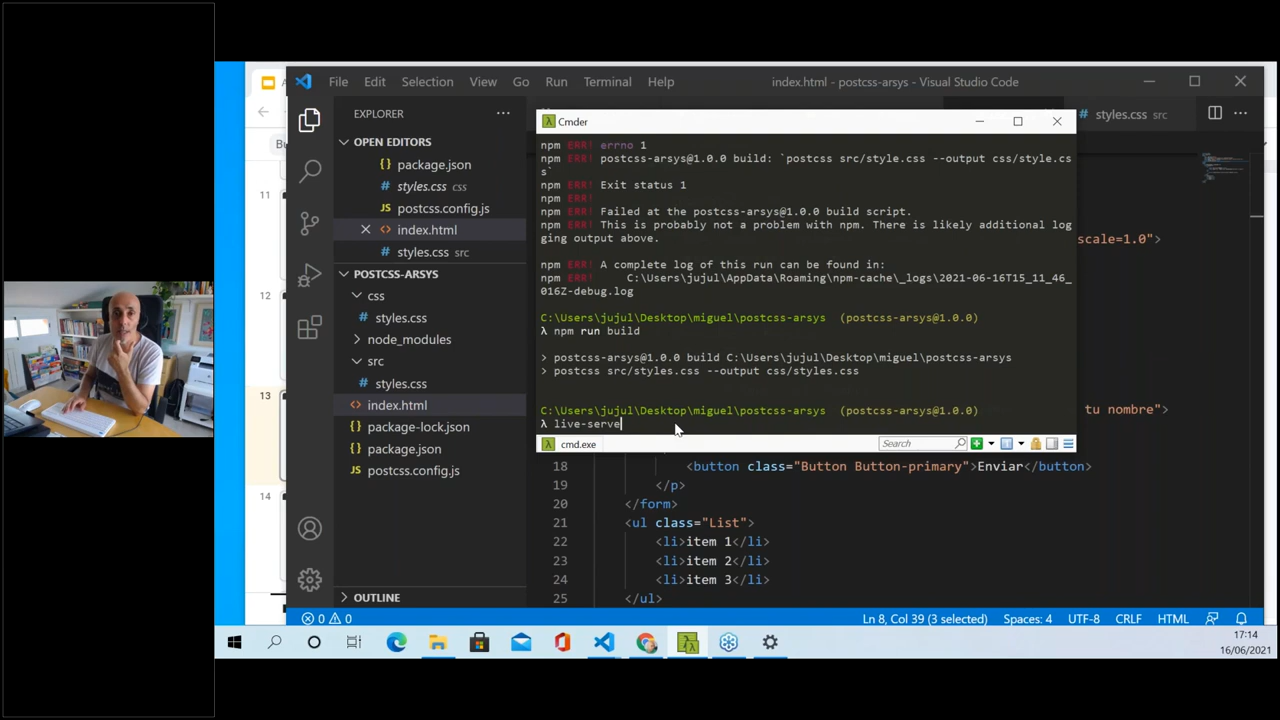 File Edit Selection View Go Run Terminal Help
index.html - postcss-arsys - Visual Studio Code
EXPLORER
OPEN EDITORS
package.json
styles.css css
postcss.config.js
index.html
styles.css src
POSTCSS-ARSYS
css
styles.css
node_modules
src
styles.css
index.html
package-lock.json
package.json
postcss.config.js
OUTLINE
11
12
13
14
styles.css src
Cmder
npm ERR! errno 1
npm ERR! postcss-arsys@1.0.0 build: `postcss src/style.css --output css/style.cs
s`
npm ERR! Exit status 1
npm ERR!
npm ERR! Failed at the postcss-arsys@1.0.0 build script.
npm ERR! This is probably not a problem with npm. There is likely additional log
ging output above.
npm ERR! A complete log of this run can be found in:
npm ERR!     C:\Users\jujul\AppData\Roaming\npm-cache\_logs\2021-06-16T15_11_46_
016Z-debug.log
C:\Users\jujul\Desktop\miguel\postcss-arsys  (postcss-arsys@1.0.0)
λ npm run build
> postcss-arsys@1.0.0 build C:\Users\jujul\Desktop\miguel\postcss-arsys
> postcss src/styles.css --output css/styles.css
C:\Users\jujul\Desktop\miguel\postcss-arsys  (postcss-arsys@1.0.0)
λ live-serve
cmd.exe
Search
scale=1.0">
tu nombre">
18 <button class="Button Button-primary">Enviar</button>
19 </p>
20 </form>
21 <ul class="List">
22 <li>item 1</li>
23 <li>item 2</li>
24 <li>item 3</li>
25 </ul>
0 0
Ln 8, Col 39 (3 selected) Spaces: 4 UTF-8 CRLF HTML
17:14
16/06/2021